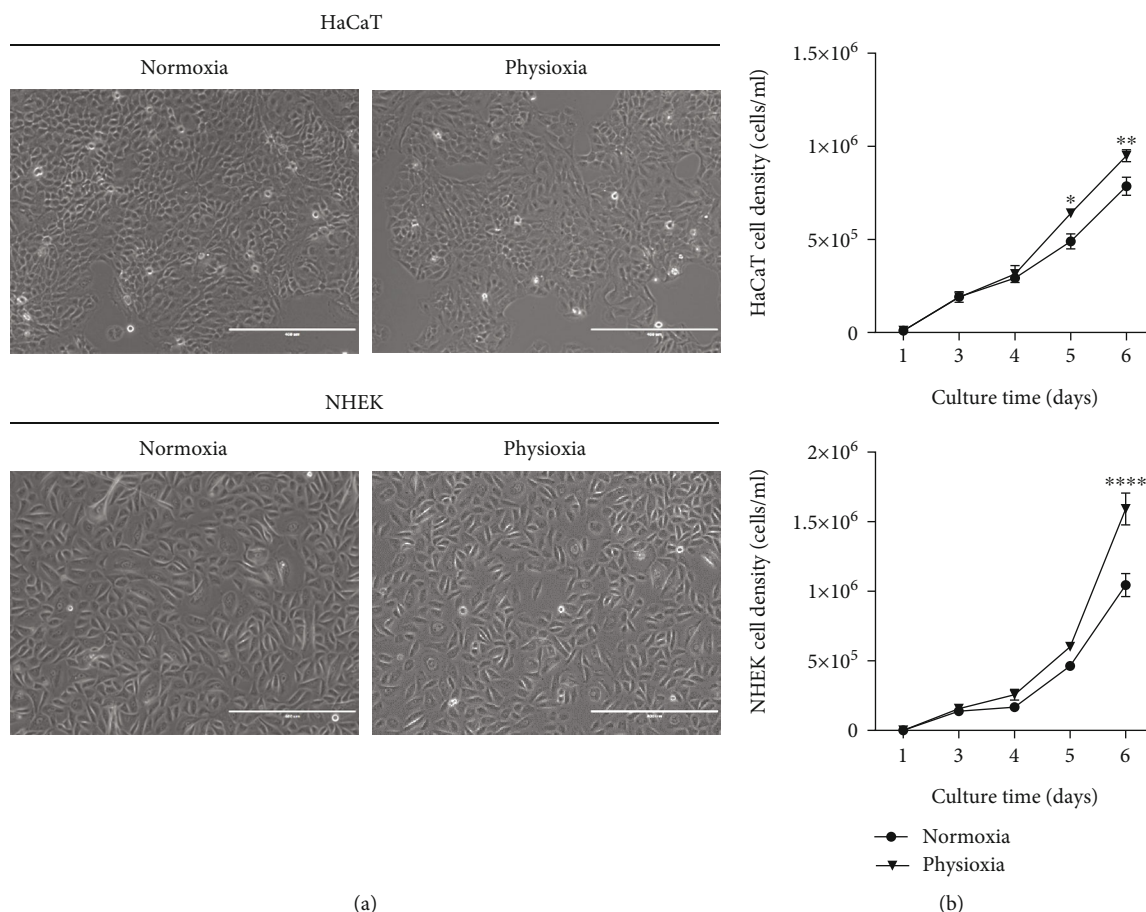 HaCaT
Normoxia
Physioxia
NHEK
Normoxia
Physioxia
(a)
HaCaT cell density (cells/ml)
1.5×10⁶
1×10⁶
5×10⁵
0
*
**
1 3 4 5 6
Culture time (days)
NHEK cell density (cells/ml)
2×10⁶
1.5×10⁶
1×10⁶
5×10⁵
0
****
1 3 4 5 6
Culture time (days)
Normoxia
Physioxia
(b)